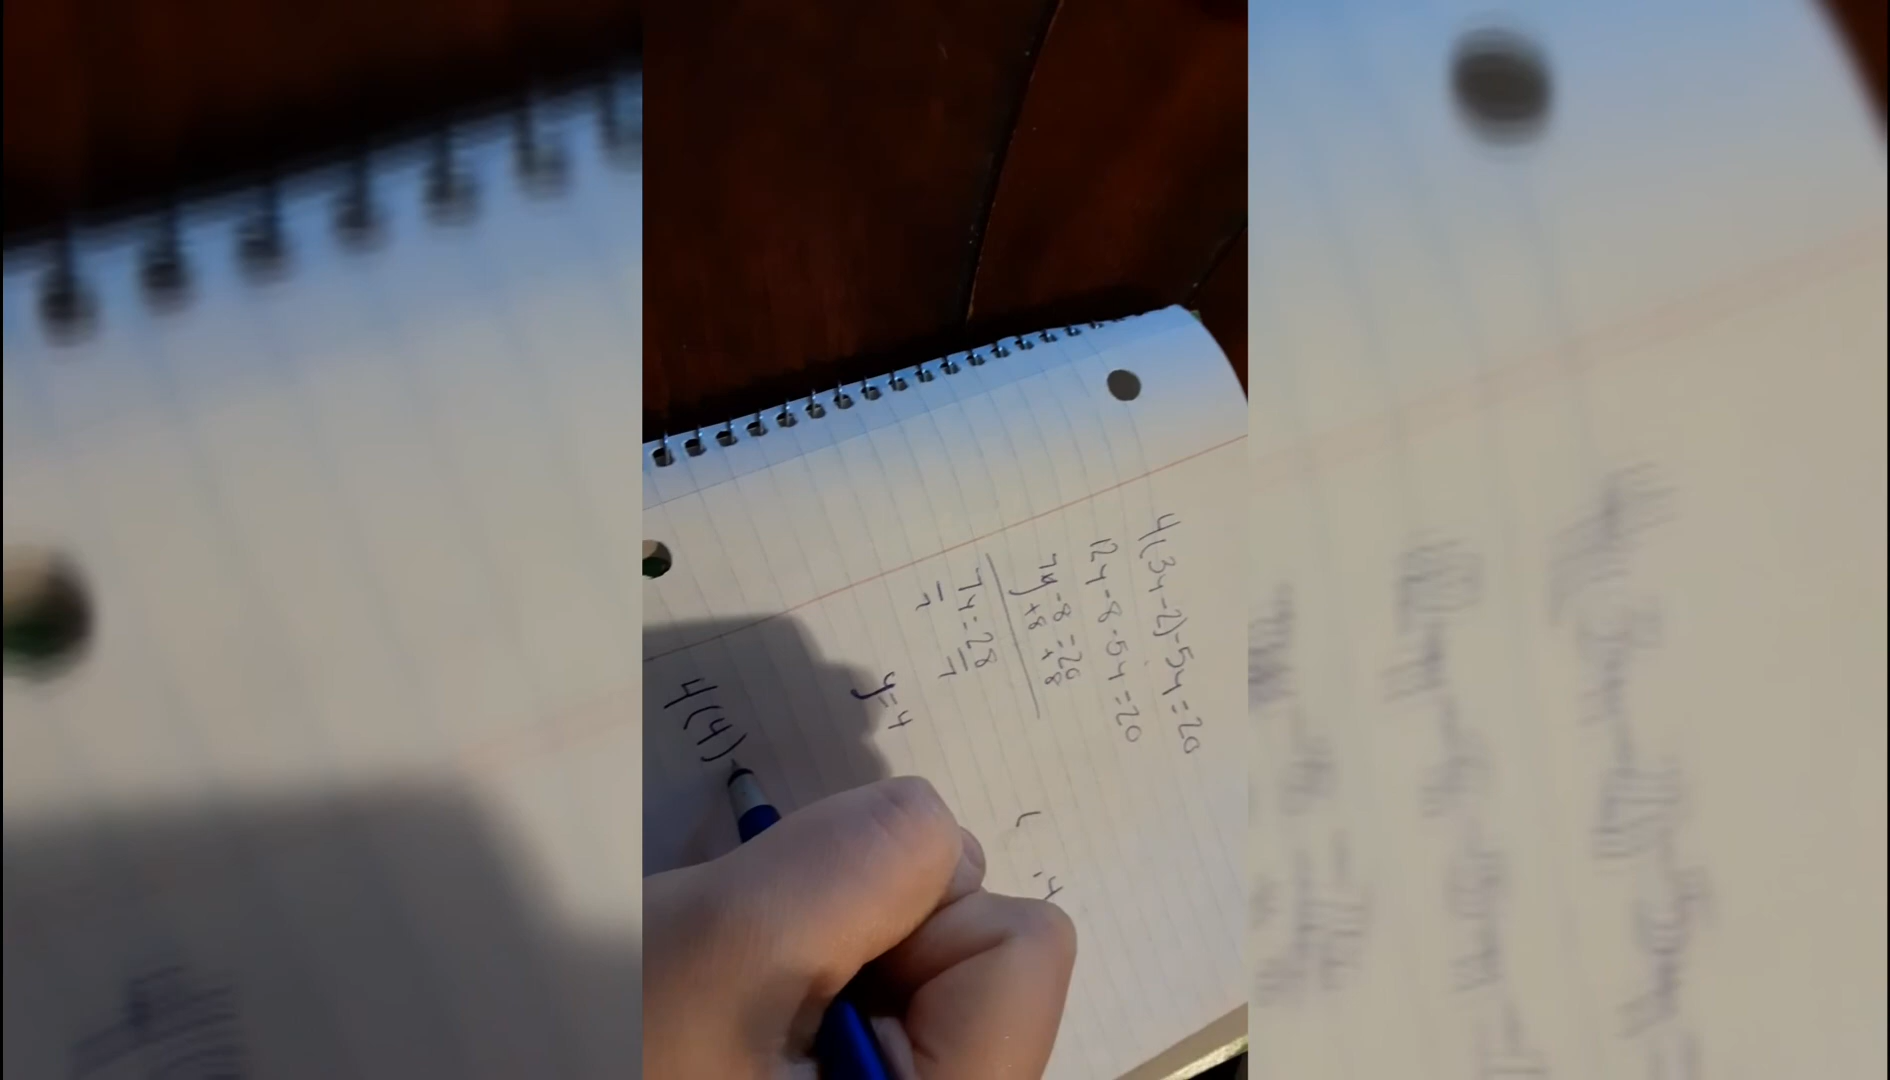 4(3y-2)-5y=20
12y-8-5y=20
7y-8=20
+8 +8
7y=28
7 7
y=4
4(4)-